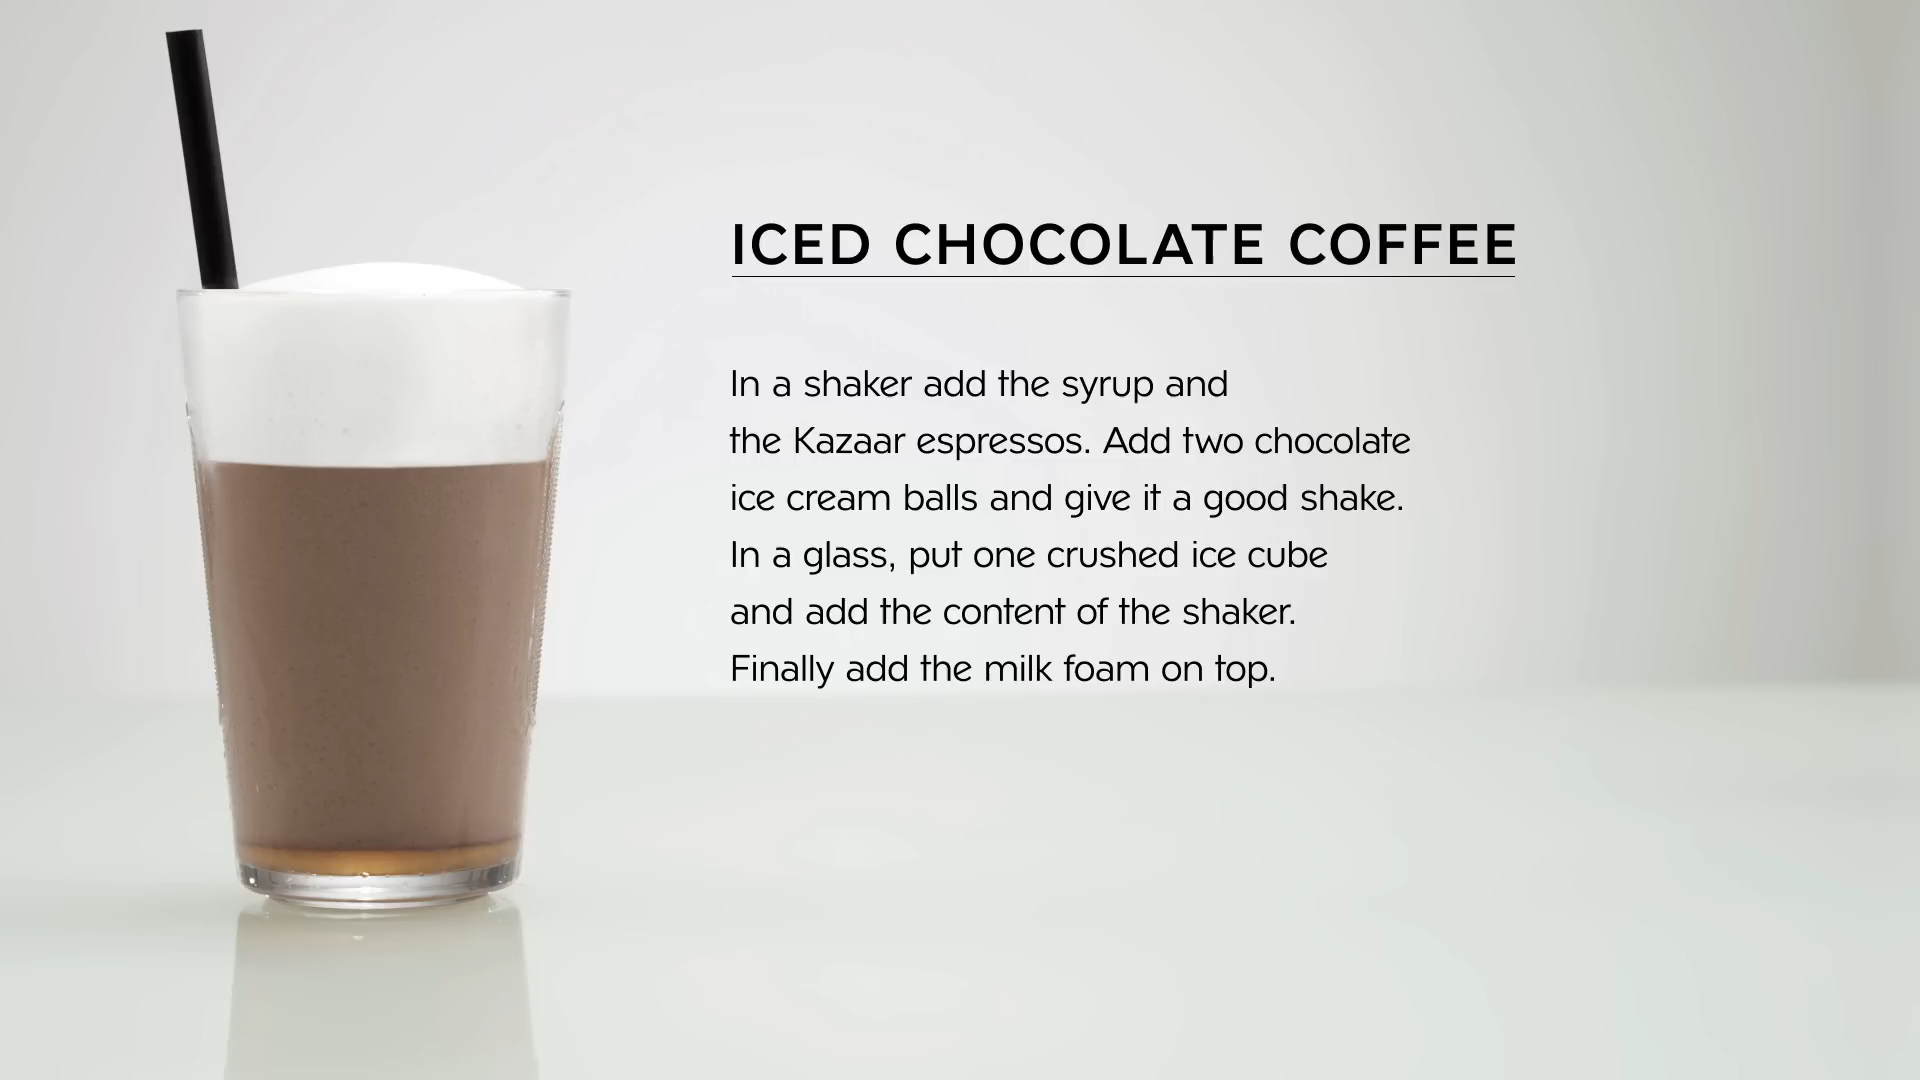 ICED CHOCOLATE COFFEE
In a shaker add the syrup and
the Kazaar espressos. Add two chocolate
ice cream balls and give it a good shake.
In a glass, put one crushed ice cube
and add the content of the shaker.
Finally add the milk foam on top.